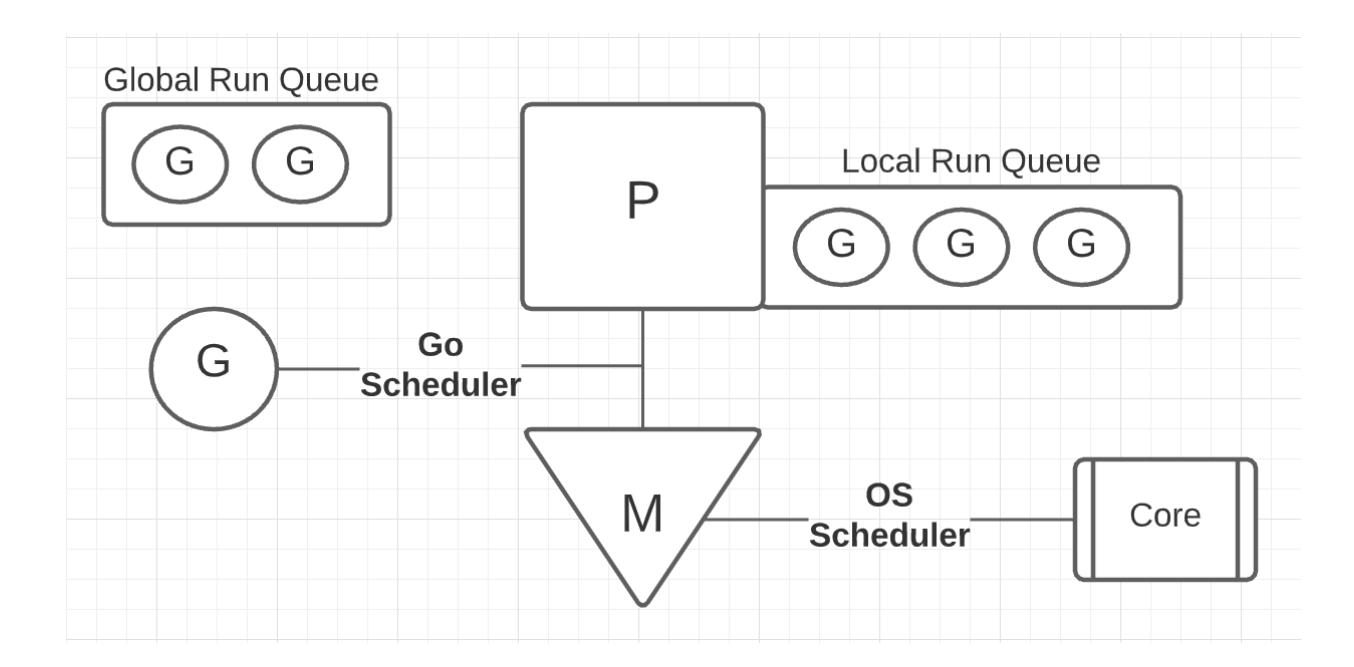 Global Run Queue
G G
P
Local Run Queue
G G G
G
Go
Scheduler
M
OS
Scheduler
Core